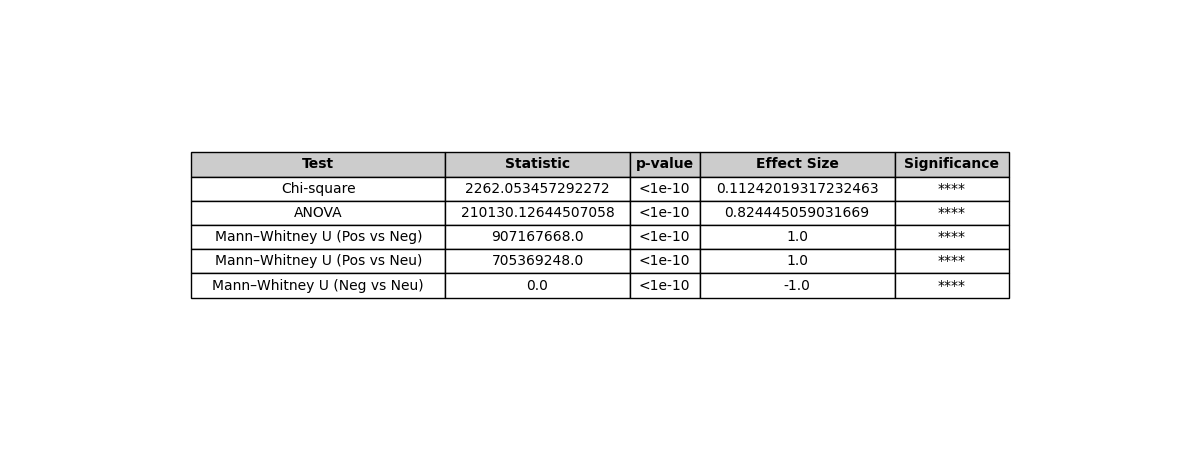 Test Statistic p-value Effect Size Significance
Chi-square 2262.053457292272 <1e-10 0.11242019317232463 ****
ANOVA 210130.12644507058 <1e-10 0.824445059031669 ****
Mann–Whitney U (Pos vs Neg) 907167668.0 <1e-10 1.0 ****
Mann–Whitney U (Pos vs Neu) 705369248.0 <1e-10 1.0 ****
Mann–Whitney U (Neg vs Neu) 0.0 <1e-10 -1.0 ****